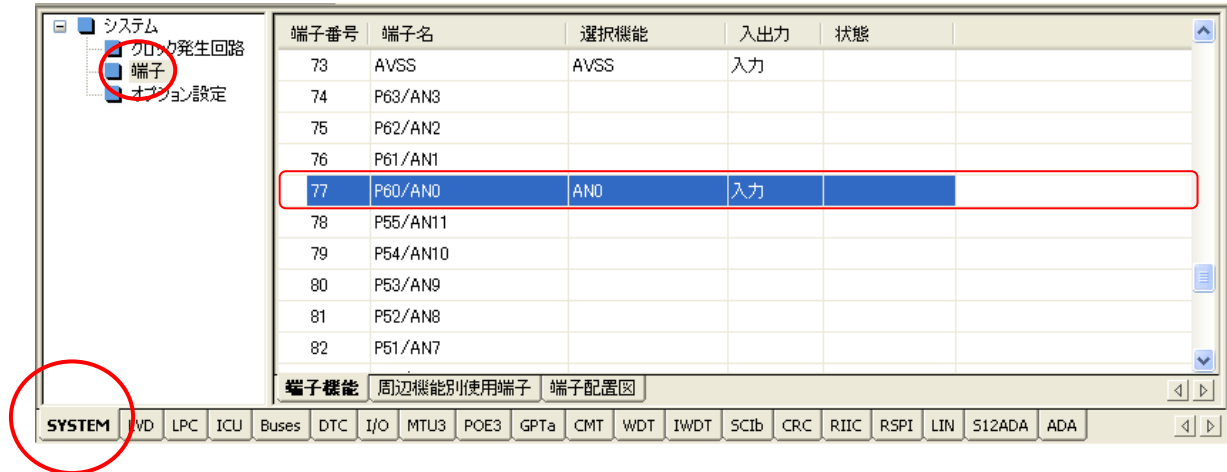 システム
クロック発生回路
端子
オプション設定
端子番号 端子名 選択機能 入出力 状態
73 AVSS AVSS 入力
74 P63/AN3
75 P62/AN2
76 P61/AN1
77 P60/AN0 AN0 入力
78 P55/AN11
79 P54/AN10
80 P53/AN9
81 P52/AN8
82 P51/AN7
端子機能 周辺機能別使用端子 端子配置図
SYSTEM LVD LPC ICU Buses DTC I/O MTU3 POE3 GPTa CMT WDT IWDT SCIb CRC RIIC RSPI LIN S12ADA ADA